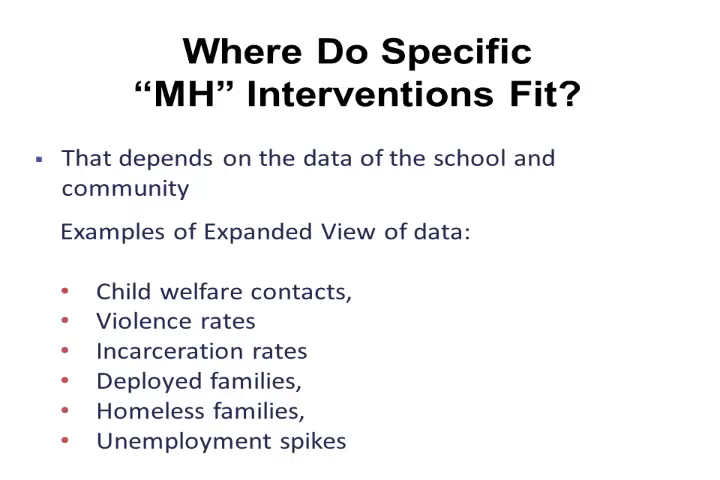 Where Do Specific
“MH” Interventions Fit?
▪ That depends on the data of the school and
community
Examples of Expanded View of data:
• Child welfare contacts,
• Violence rates
• Incarceration rates
• Deployed families,
• Homeless families,
• Unemployment spikes